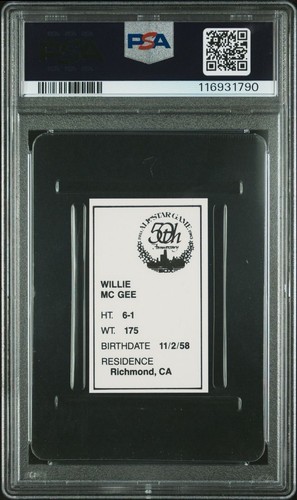 PSA
116931790
ALL★STAR GAME
50th
Anniversary
WILLIE
MC GEE
HT. 6-1
WT. 175
BIRTHDATE 11/2/58
RESIDENCE
Richmond, CA